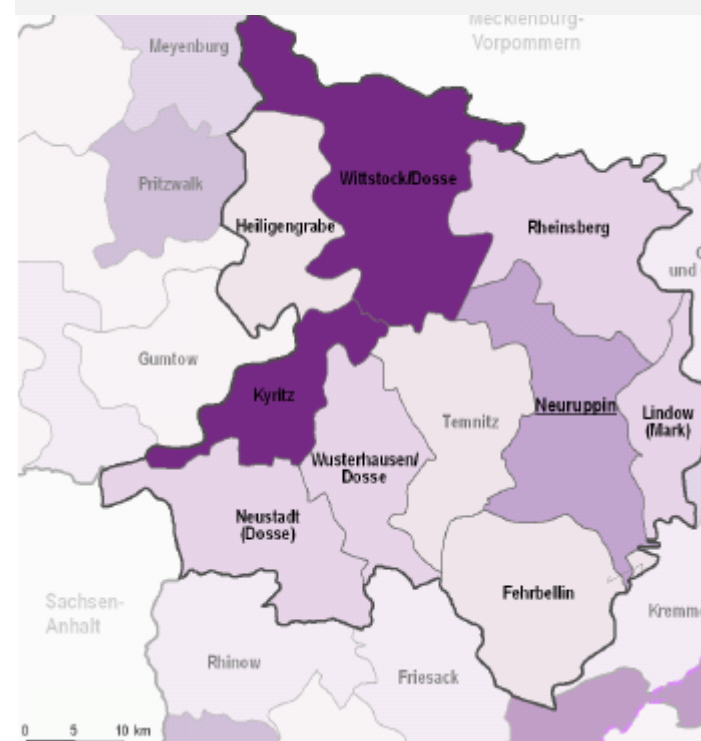 Mecklenburg-
Vorpommern
Meyenburg
Pritzwalk
Wittstock/Dosse
Heiligengrabe
Rheinsberg
und
Gumtow
Kyritz
Neuruppin
Lindow
(Mark)
Temnitz
Wusterhausen/
Dosse
Neustadt
(Dosse)
Fehrbellin
Sachsen-
Anhalt
Kremme
Rhinow
Friesack
0 5 10 km